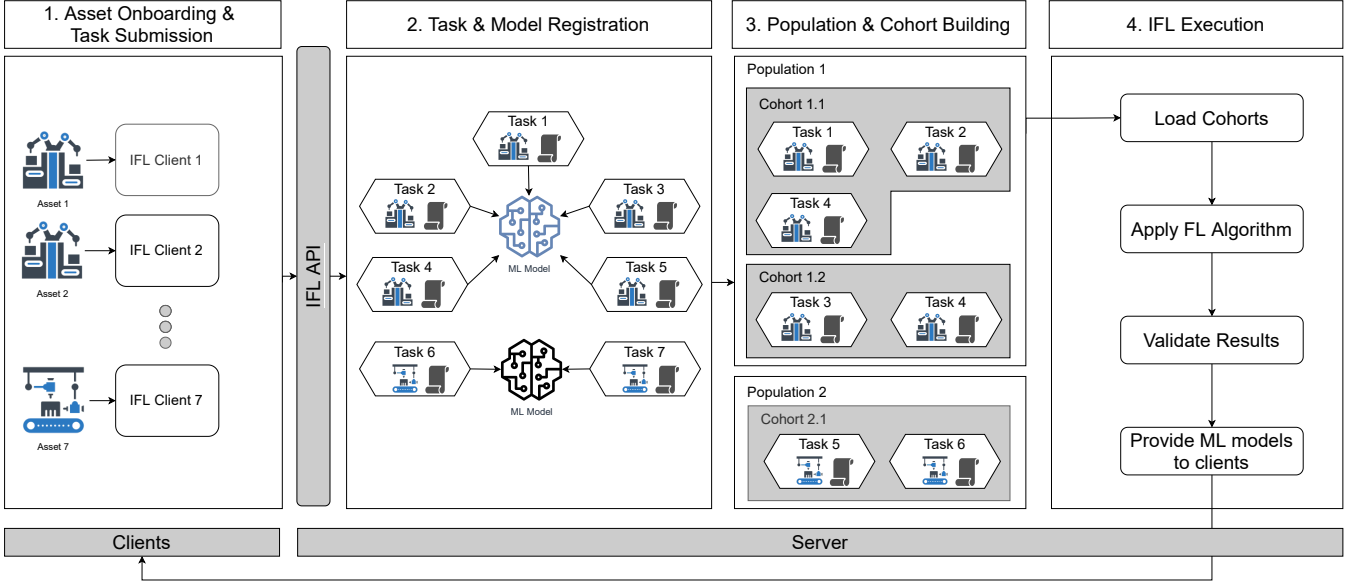 1. Asset Onboarding &
Task Submission
2. Task & Model Registration
3. Population & Cohort Building
4. IFL Execution
Asset 1
IFL Client 1
Asset 2
IFL Client 2
Asset 7
IFL Client 7
IFL API
Task 1
Task 2
Task 3
ML Model
Task 4
Task 5
Task 6
Task 7
ML Model
Population 1
Cohort 1.1
Task 1
Task 2
Task 4
Cohort 1.2
Task 3
Task 4
Population 2
Cohort 2.1
Task 5
Task 6
Load Cohorts
Apply FL Algorithm
Validate Results
Provide ML models
to clients
Clients
Server